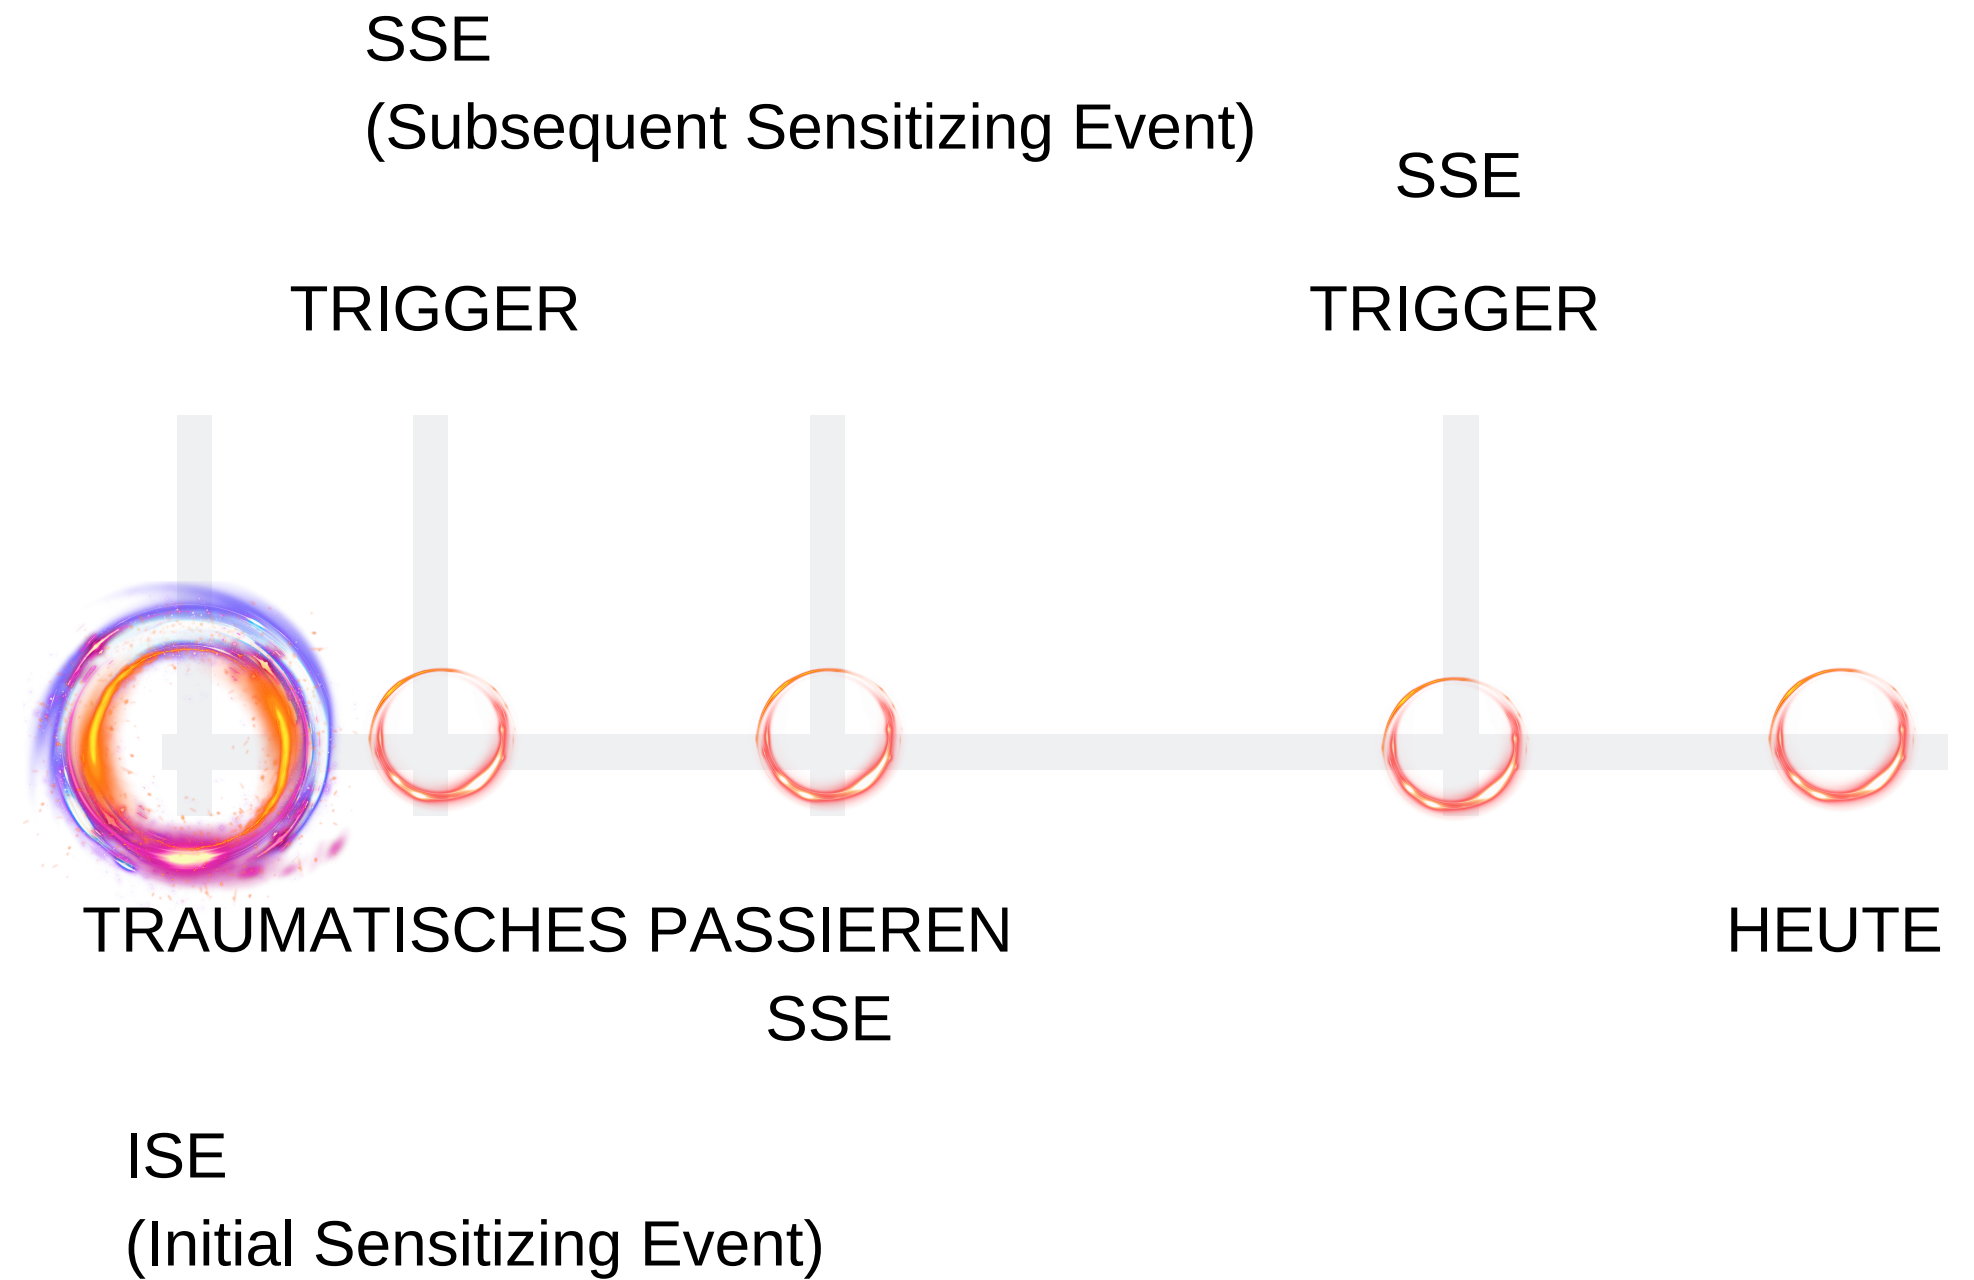 SSE
(Subsequent Sensitizing Event)
SSE
TRIGGER
TRIGGER
TRAUMATISCHES PASSIEREN
HEUTE
SSE
ISE
(Initial Sensitizing Event)